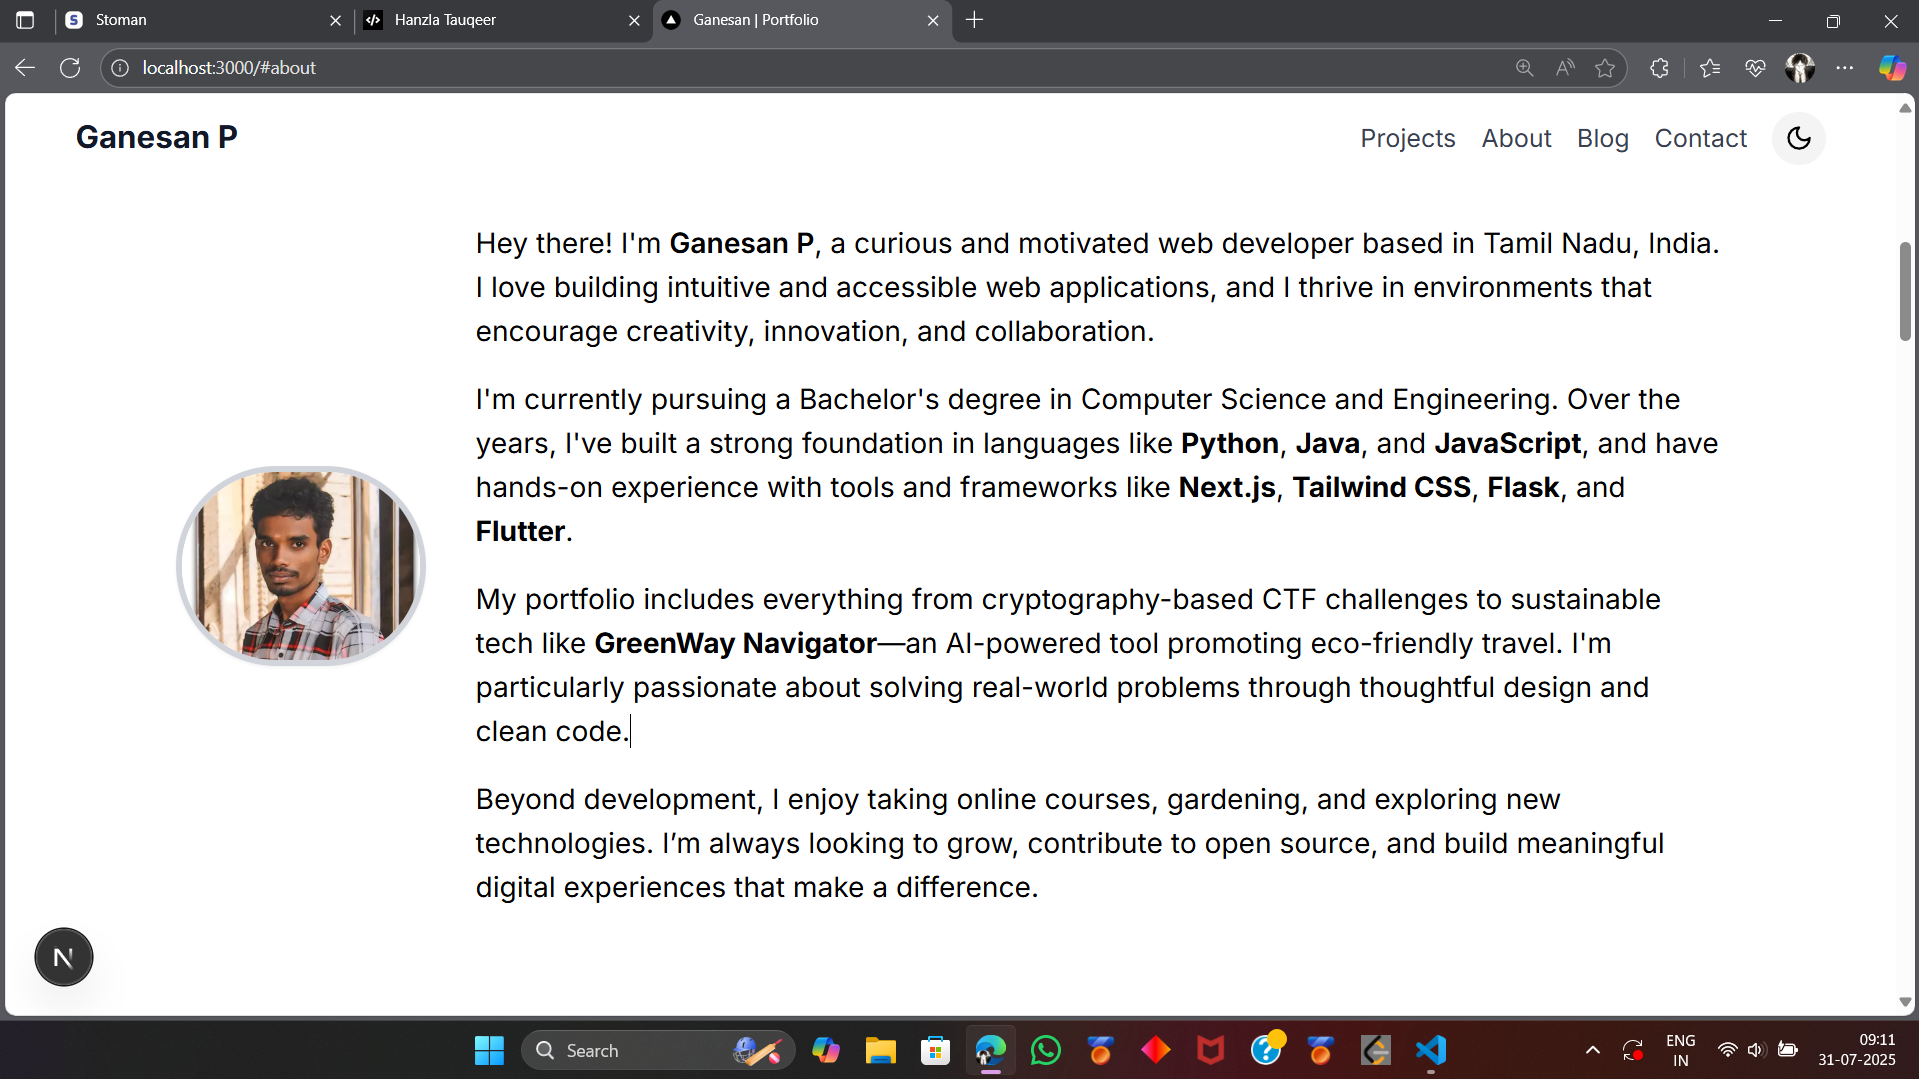 Stoman
Hanzla Tauqeer
Ganesan | Portfolio
localhost:3000/#about
Ganesan P
Projects About Blog Contact
Hey there! I'm Ganesan P, a curious and motivated web developer based in Tamil Nadu, India.
I love building intuitive and accessible web applications, and I thrive in environments that
encourage creativity, innovation, and collaboration.
I'm currently pursuing a Bachelor's degree in Computer Science and Engineering. Over the
years, I've built a strong foundation in languages like Python, Java, and JavaScript, and have
hands-on experience with tools and frameworks like Next.js, Tailwind CSS, Flask, and
Flutter.
My portfolio includes everything from cryptography-based CTF challenges to sustainable
tech like GreenWay Navigator—an AI-powered tool promoting eco-friendly travel. I'm
particularly passionate about solving real-world problems through thoughtful design and
clean code.
Beyond development, I enjoy taking online courses, gardening, and exploring new
technologies. I’m always looking to grow, contribute to open source, and build meaningful
digital experiences that make a difference.
N
Search
ENG
IN
09:11
31-07-2025